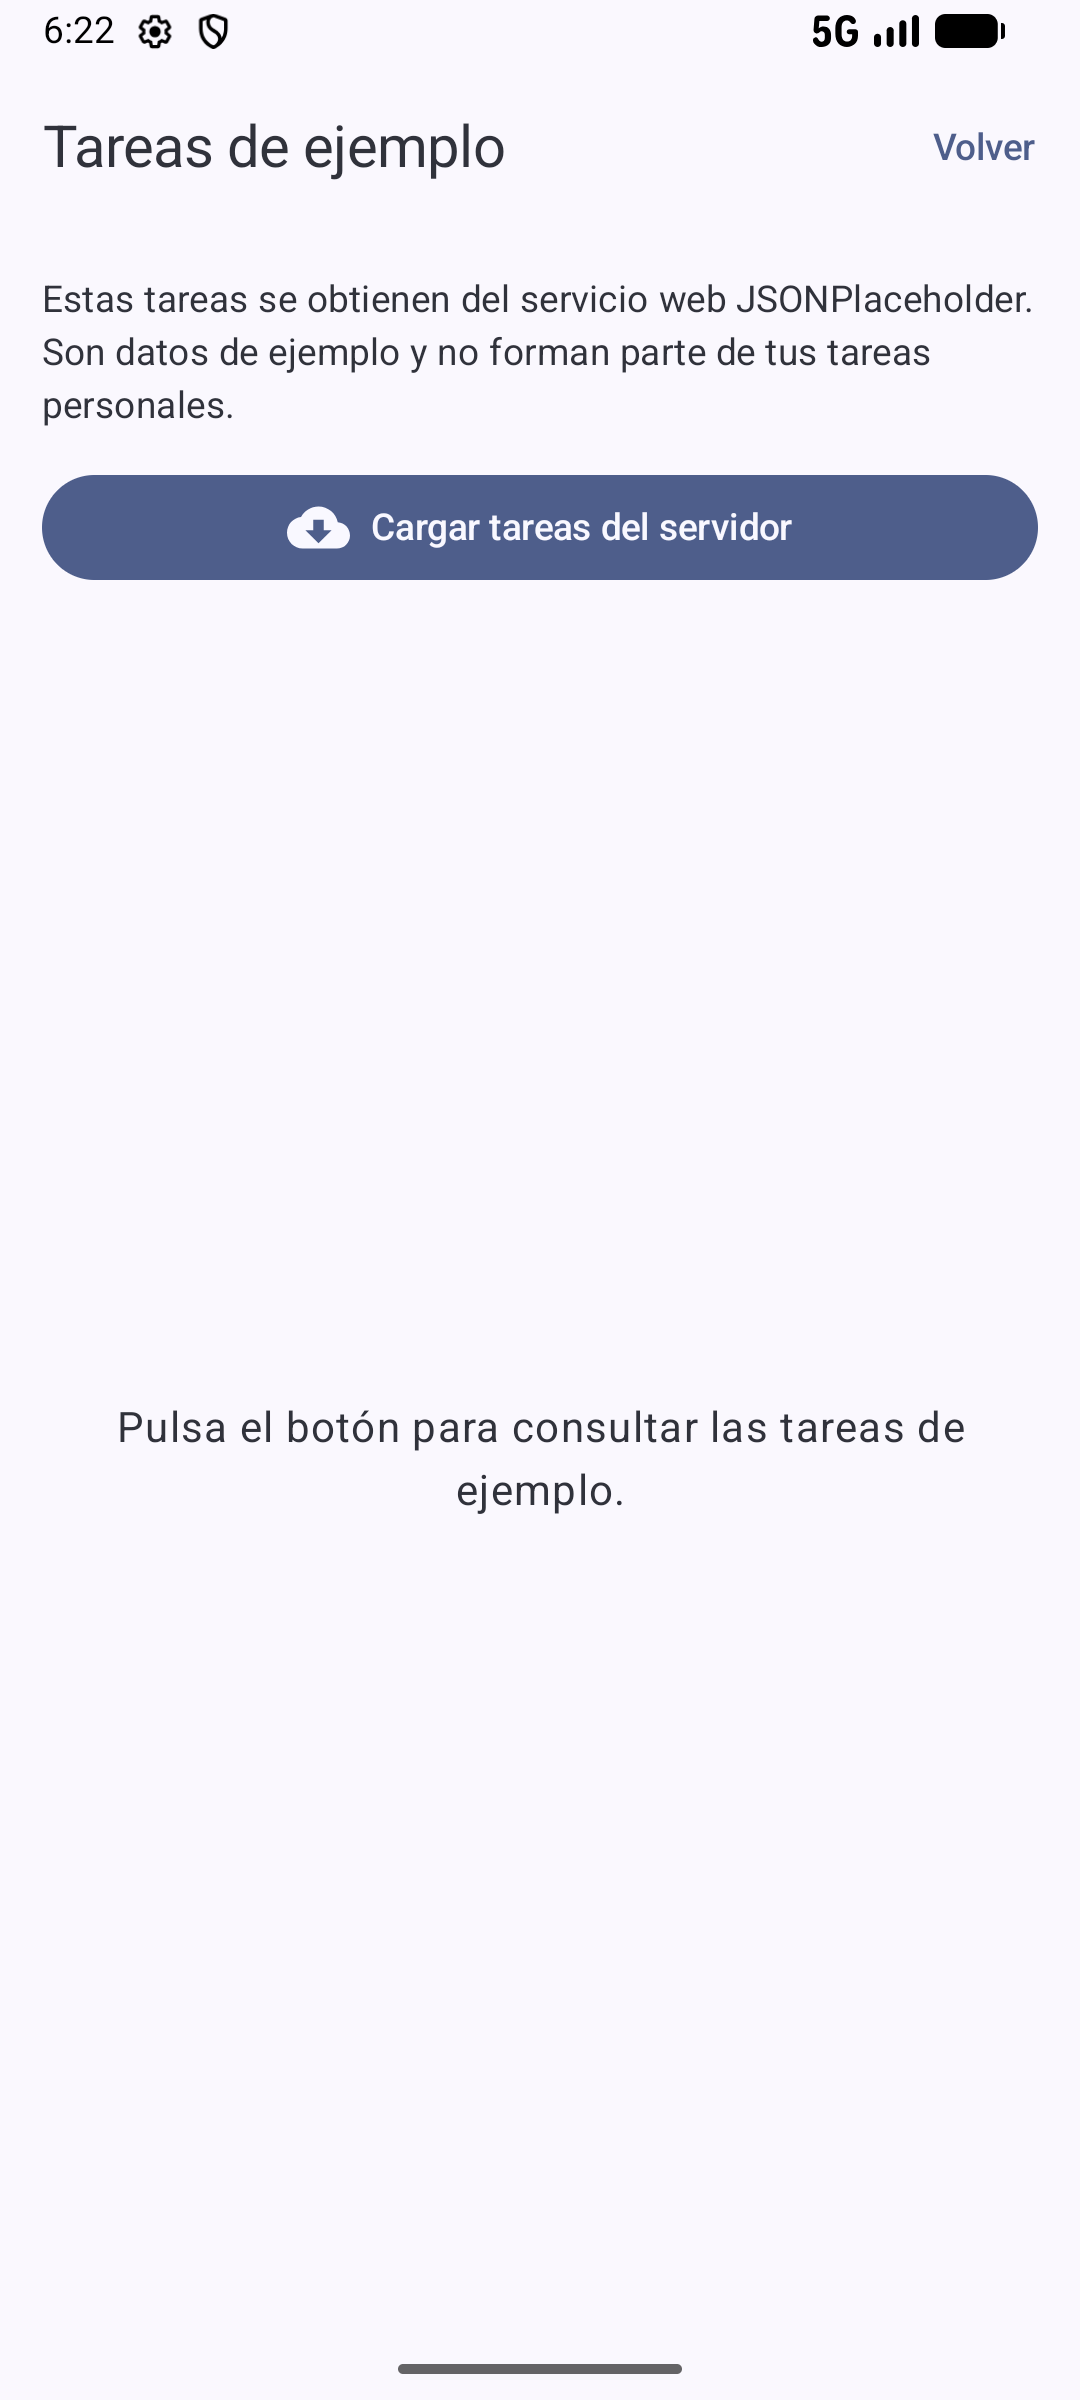 6:22
5G
Tareas de ejemplo
Volver
Estas tareas se obtienen del servicio web JSONPlaceholder.
Son datos de ejemplo y no forman parte de tus tareas
personales.
Cargar tareas del servidor
Pulsa el botón para consultar las tareas de
ejemplo.